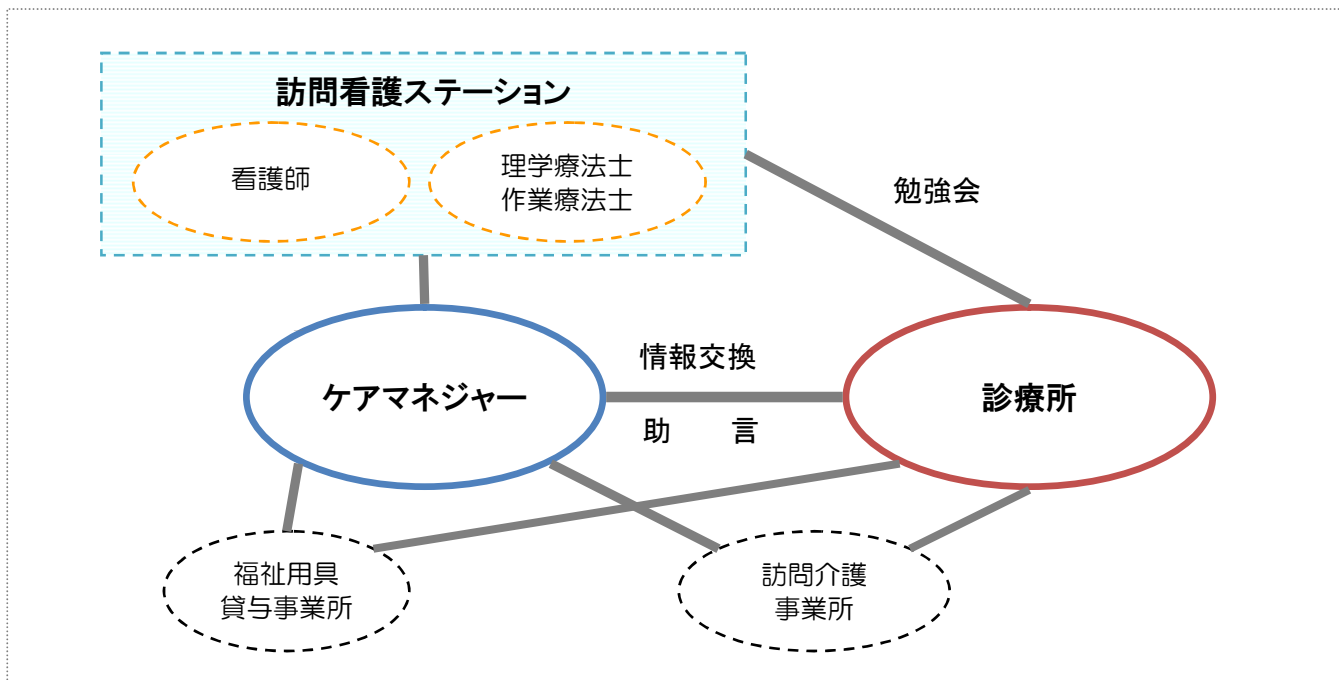 訪問看護ステーション
看護師
理学療法士
作業療法士
勉強会
情報交換
ケアマネジャー
診療所
助　　言
福祉用具
貸与事業所
訪問介護
事業所